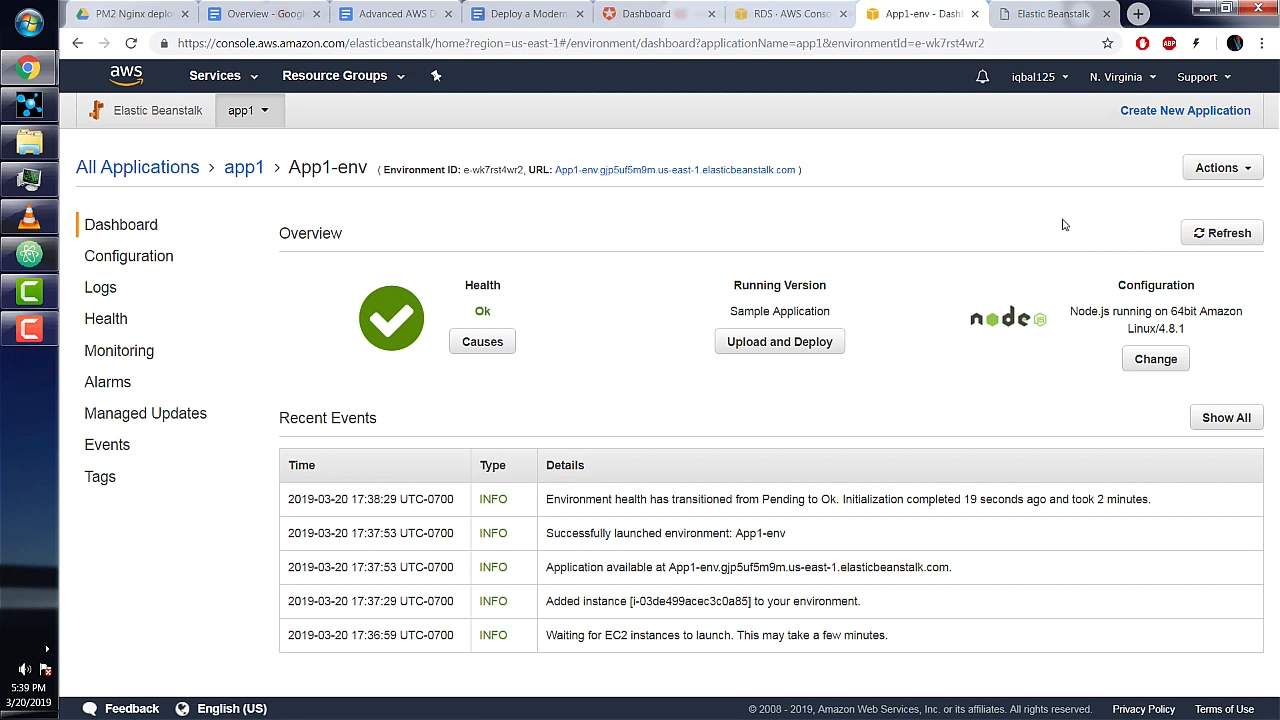 PM2 Nginx deplo
Overview - Goog
Advanced AWS D
Deploy a Mos
Dashboard
RDS · AWS Cons
App1-env - Dash
Elastic Beanstalk
https://console.aws.amazon.com/elasticbeanstalk/home?region=us-east-1#/environment/dashboard?applicationName=app1&environmentId=e-wk7rst4wr2
ABP
aws
Services
Resource Groups
iqbal125
N. Virginia
Support
Elastic Beanstalk
app1
Create New Application
All Applications > app1 > App1-env ( Environment ID: e-wk7rst4wr2, URL: App1-env.gjp5uf5m9m.us-east-1.elasticbeanstalk.com )
Actions
Dashboard
Configuration
Logs
Health
Monitoring
Alarms
Managed Updates
Events
Tags
Overview
Refresh
Health
Ok
Causes
Running Version
Sample Application
Upload and Deploy
node JS
Configuration
Node.js running on 64bit Amazon
Linux/4.8.1
Change
Recent Events
Show All
Time Type Details
2019-03-20 17:38:29 UTC-0700 INFO Environment health has transitioned from Pending to Ok. Initialization completed 19 seconds ago and took 2 minutes.
2019-03-20 17:37:53 UTC-0700 INFO Successfully launched environment: App1-env
2019-03-20 17:37:53 UTC-0700 INFO Application available at App1-env.gjp5uf5m9m.us-east-1.elasticbeanstalk.com.
2019-03-20 17:37:29 UTC-0700 INFO Added instance [i-03de499acec3c0a85] to your environment.
2019-03-20 17:36:59 UTC-0700 INFO Waiting for EC2 instances to launch. This may take a few minutes.
5:39 PM
3/20/2019
Feedback
English (US)
© 2008 - 2019, Amazon Web Services, Inc. or its affiliates. All rights reserved.
Privacy Policy
Terms of Use